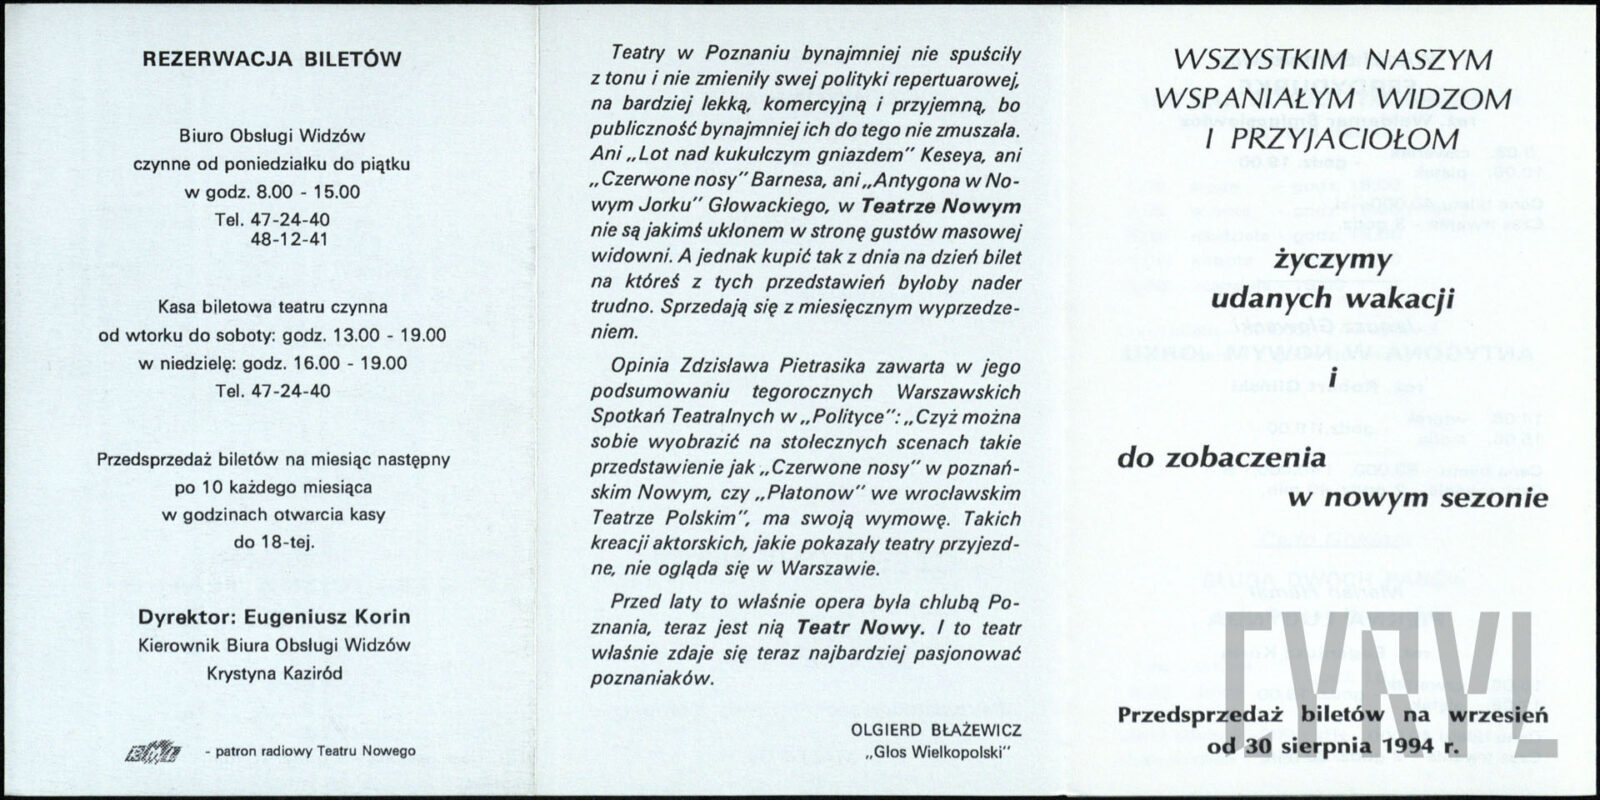 REZERWACJA BILETÓW
Biuro Obsługi Widzów
czynne od poniedziałku do piątku
w godz. 8.00 - 15.00
Tel. 47-24-40
48-12-41
Kasa biletowa teatru czynna
od wtorku do soboty: godz. 13.00 - 19.00
w niedzielę: godz. 16.00 - 19.00
Tel. 47-24-40
Przedsprzedaż biletów na miesiąc następny
po 10 każdego miesiąca
w godzinach otwarcia kasy
do 18-tej.
Dyrektor: Eugeniusz Korin
Kierownik Biura Obsługi Widzów
Krystyna Kaziród
- patron radiowy Teatru Nowego
Teatry w Poznaniu bynajmniej nie spuściły
z tonu i nie zmieniły swej polityki repertuarowej,
na bardziej lekką, komercyjną i przyjemną, bo
publiczność bynajmniej ich do tego nie zmuszała.
Ani „Lot nad kukułczym gniazdem" Keseya, ani
„Czerwone nosy" Barnesa, ani „Antygona w No-
wym Jorku" Głowackiego, w Teatrze Nowym
nie są jakimś ukłonem w stronę gustów masowej
widowni. A jednak kupić tak z dnia na dzień bilet
na któreś z tych przedstawień byłoby nader
trudno. Sprzedają się z miesięcznym wyprzedze-
niem.
Opinia Zdzisława Pietrasika zawarta w jego
podsumowaniu tegorocznych Warszawskich
Spotkań Teatralnych w „Polityce": „Czyż można
sobie wyobrazić na stołecznych scenach takie
przedstawienie jak „Czerwone nosy" w poznań-
skim Nowym, czy „Płatonow" we wrocławskim
Teatrze Polskim", ma swoją wymowę. Takich
kreacji aktorskich, jakie pokazały teatry przyjezd-
ne, nie ogląda się w Warszawie.
Przed laty to właśnie opera była chlubą Po-
znania, teraz jest nią Teatr Nowy. I to teatr
właśnie zdaje się teraz najbardziej pasjonować
poznaniaków.
OLGIERD BŁAŻEWICZ
„Głos Wielkopolski"
WSZYSTKIM NASZYM
WSPANIAŁYM WIDZOM
I PRZYJACIOŁOM
życzymy
udanych wakacji
i
do zobaczenia
w nowym sezonie
CYRYL
Przedsprzedaż biletów na wrzesień
od 30 sierpnia 1994 r.